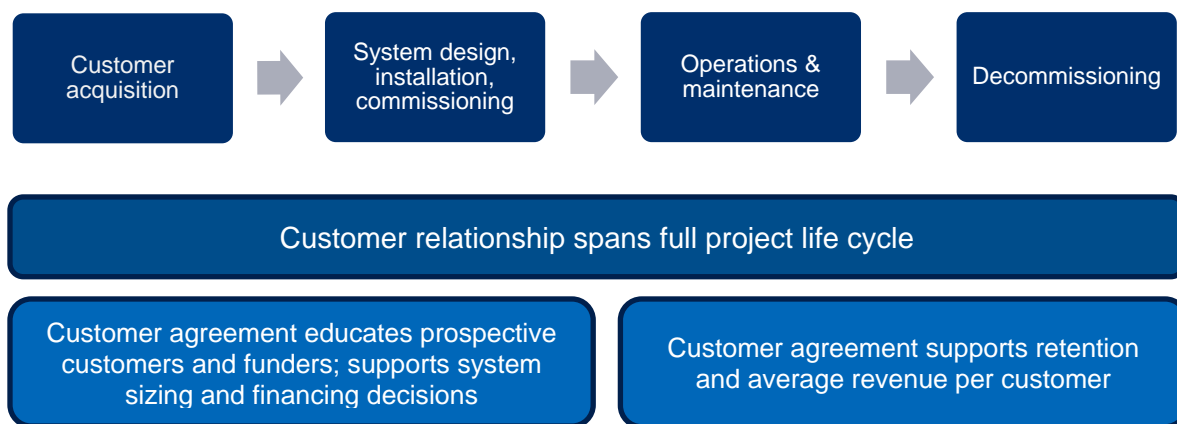 Customer
acquisition
System design,
installation,
commissioning
Operations &
maintenance
Decommissioning
Customer relationship spans full project life cycle
Customer agreement educates prospective
customers and funders; supports system
sizing and financing decisions
Customer agreement supports retention
and average revenue per customer